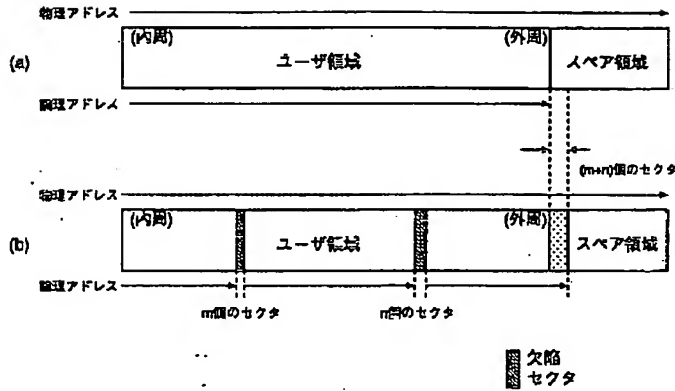 物理アドレス
(a)
(内周)
ユーザ領域
(外周)
スペア領域
論理アドレス
(m+n)個のセクタ
物理アドレス
(b)
(内周)
ユーザ領域
(外周)
スペア領域
論理アドレス
m個のセクタ
n個のセクタ
欠陥
セクタ